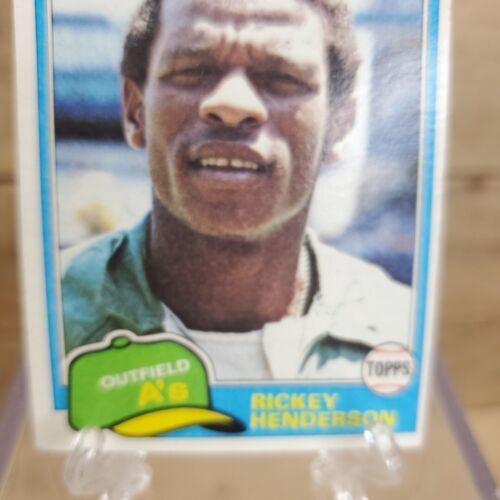 OUTFIELD
A's
TOPPS
RICKEY
HENDERSON